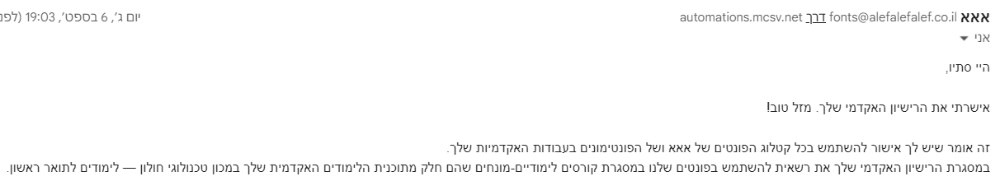 אאא fonts@alefalefalef.co.il דרך automations.mcsv.net יום ג׳, 6 בספט׳, 19:03
אני
היי סתיו,
אישרתי את הרישיון האקדמי שלך. מזל טוב!
זה אומר שיש לך אישור להשתמש בכל קטלוג הפונטים של אאא ושל הפונטימונים בעבודות האקדמיות שלך.
במסגרת הרישיון האקדמי שלך את רשאית להשתמש בפונטים שלנו במסגרת קורסים לימודיים-מונחים שהם חלק מתוכנית הלימודים האקדמית שלך במכון טכנולוגי חולון — לימודים לתואר ראשון.